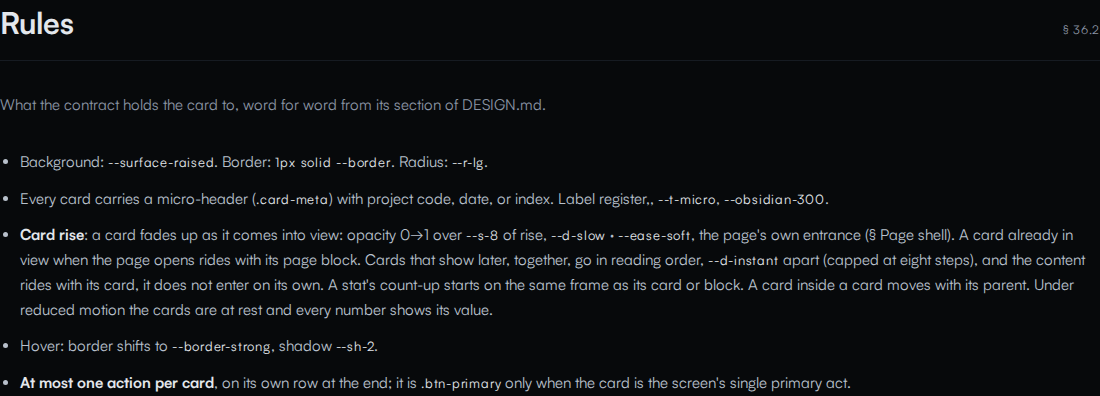 Rules
§ 36.2
What the contract holds the card to, word for word from its section of DESIGN.md.
• Background: --surface-raised. Border: 1px solid --border. Radius: --r-lg.
• Every card carries a micro-header (.card-meta) with project code, date, or index. Label register,, --t-micro, --obsidian-300.
• Card rise: a card fades up as it comes into view: opacity 0→1 over --s-8 of rise, --d-slow · --ease-soft, the page's own entrance (§ Page shell). A card already in
view when the page opens rides with its page block. Cards that show later, together, go in reading order, --d-instant apart (capped at eight steps), and the content
rides with its card, it does not enter on its own. A stat's count-up starts on the same frame as its card or block. A card inside a card moves with its parent. Under
reduced motion the cards are at rest and every number shows its value.
• Hover: border shifts to --border-strong, shadow --sh-2.
• At most one action per card, on its own row at the end; it is .btn-primary only when the card is the screen's single primary act.